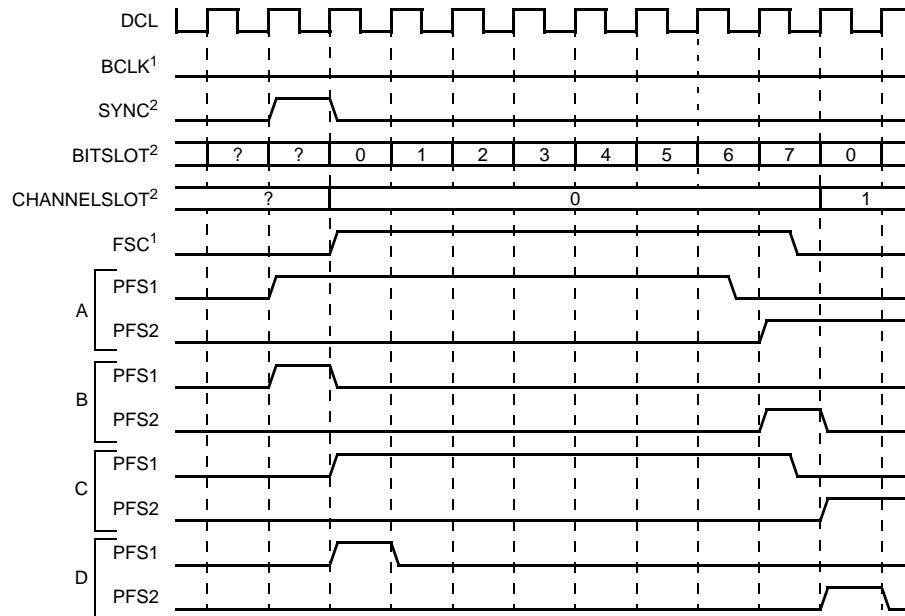 DCL
BCLK¹
SYNC²
BITSLOT² ? ? 0 1 2 3 4 5 6 7 0
CHANNELSLOT² ? 0 1
FSC¹
A
PFS1
PFS2
B
PFS1
PFS2
C
PFS1
PFS2
D
PFS1
PFS2